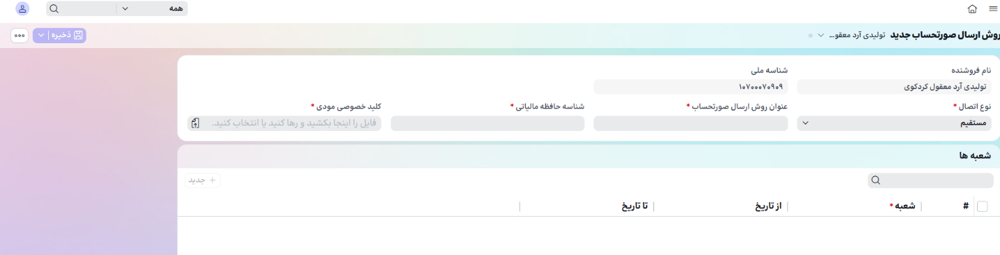 همه
روش ارسال صورتحساب جدید تولیدی آرد معقو... ذخیره
نام فروشنده شناسه ملی
تولیدی آرد معقول کردکوی ۱۰۷۰۰۰۷۰۹۰۹
نوع اتصال * عنوان روش ارسال صورتحساب * شناسه حافظه مالیاتی * کلید خصوصی مودی *
مستقیم فایل را اینجا بکشید و رها کنید یا انتخاب کنید.
شعبه ها
+ جدید
# شعبه * از تاریخ تا تاریخ